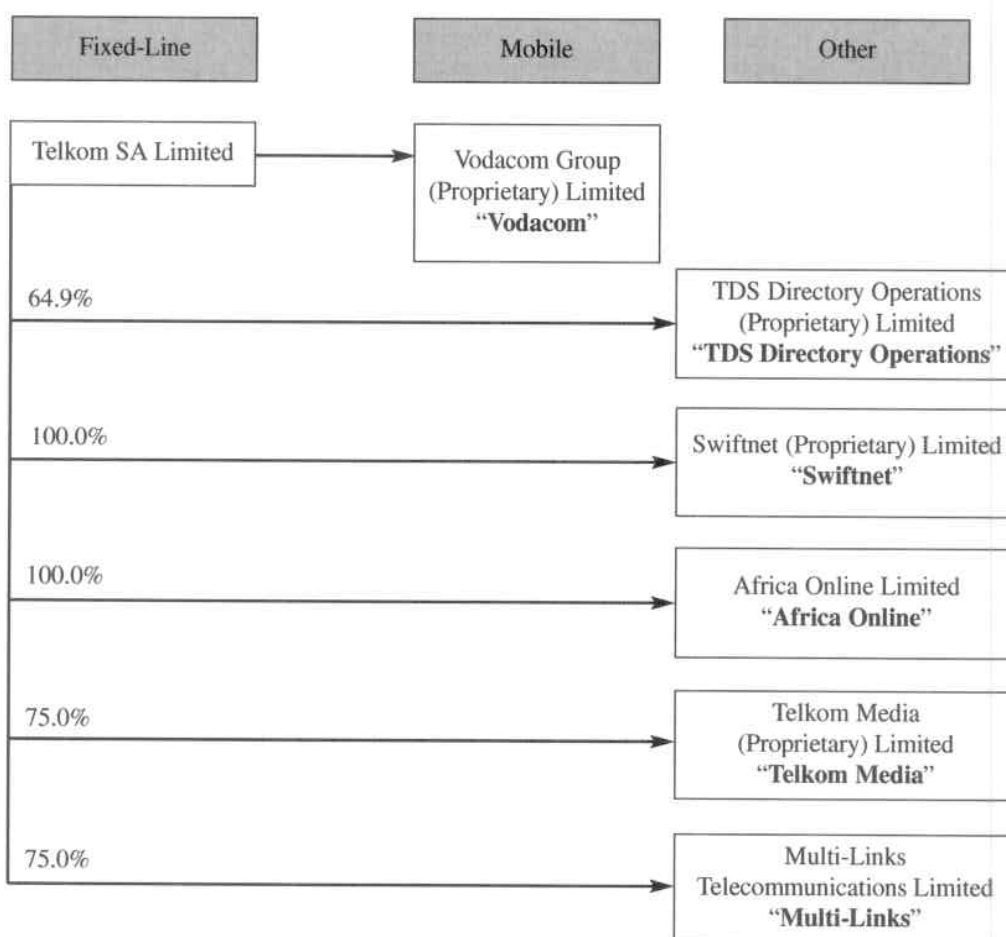 Fixed-Line
Mobile
Other
Telkom SA Limited
Vodacom Group
(Proprietary) Limited
“Vodacom”
64.9%
TDS Directory Operations
(Proprietary) Limited
“TDS Directory Operations”
100.0%
Swiftnet (Proprietary) Limited
“Swiftnet”
100.0%
Africa Online Limited
“Africa Online”
75.0%
Telkom Media
(Proprietary) Limited
“Telkom Media”
75.0%
Multi-Links
Telecommunications Limited
“Multi-Links”